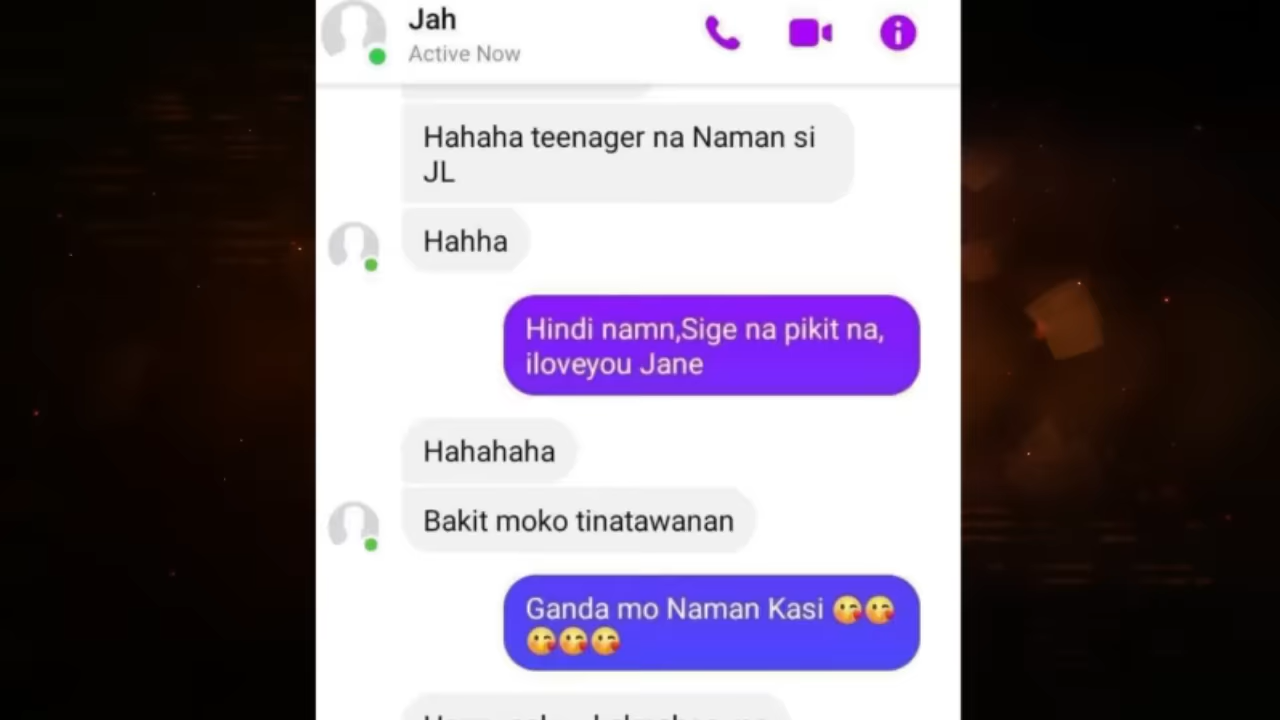 Jah
Active Now
Hahaha teenager na Naman si
JL
Hahha
Hindi namn,Sige na pikit na,
iloveyou Jane
Hahahaha
Bakit moko tinatawanan
Ganda mo Naman Kasi 😘😘
😘😘😘